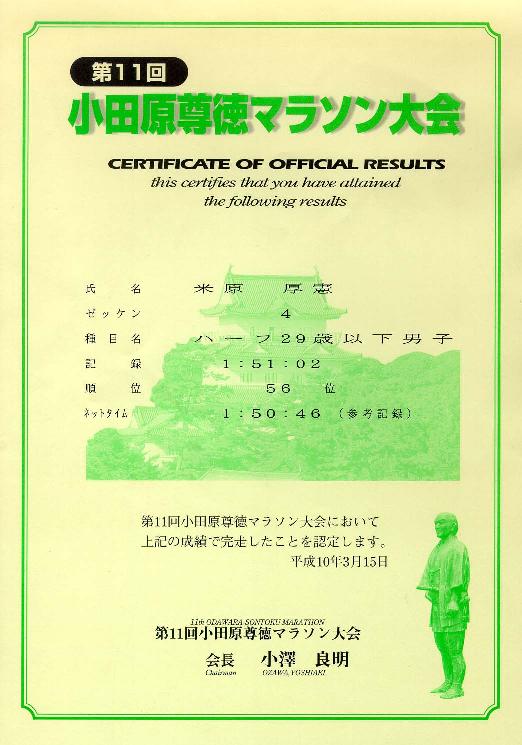 第11回
小田原尊徳マラソン大会
CERTIFICATE OF OFFICIAL RESULTS
this certifies that you have attained
the following results
氏名 米原 厚憲
ゼッケン 4
種目名 ハーフ29歳以下男子
記録 1:51:02
順位 56 位
ネットタイム 1:50:46 (参考記録)
第11回小田原尊徳マラソン大会において
上記の成績で完走したことを認定します。
平成10年3月15日
11th ODAWARA SONTOKU MARATHON
第11回小田原尊徳マラソン大会
会長 小澤 良明
Chairman OZAWA, YOSHIAKI